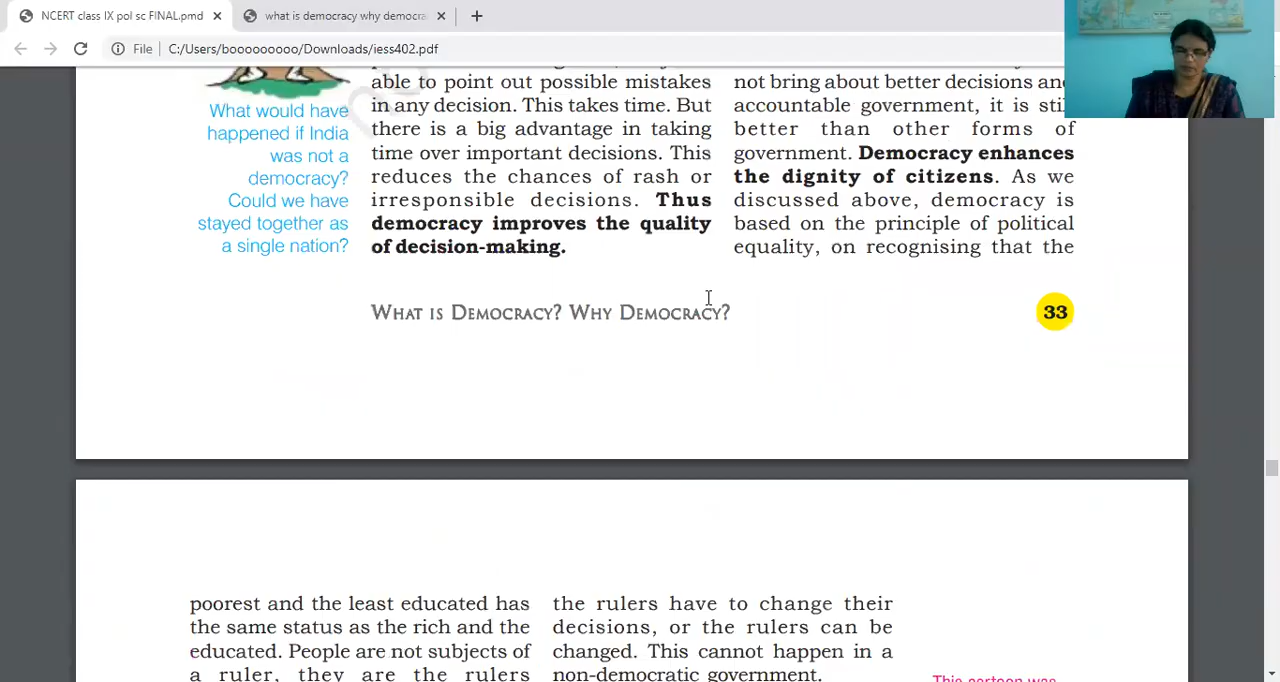 NCERT class IX pol sc FINAL.pmd
what is democracy why democra
File
C:/Users/boooooooooo/Downloads/iess402.pdf
What would have
happened if India
was not a
democracy?
Could we have
stayed together as
a single nation?
able to point out possible mistakes
in any decision. This takes time. But
there is a big advantage in taking
time over important decisions. This
reduces the chances of rash or
irresponsible decisions. Thus
democracy improves the quality
of decision-making.
not bring about better decisions and
accountable government, it is still
better than other forms of
government. Democracy enhances
the dignity of citizens. As we
discussed above, democracy is
based on the principle of political
equality, on recognising that the
What is Democracy? Why Democracy?
33
poorest and the least educated has
the same status as the rich and the
educated. People are not subjects of
a ruler, they are the rulers
the rulers have to change their
decisions, or the rulers can be
changed. This cannot happen in a
non-democratic government.
This cartoon was